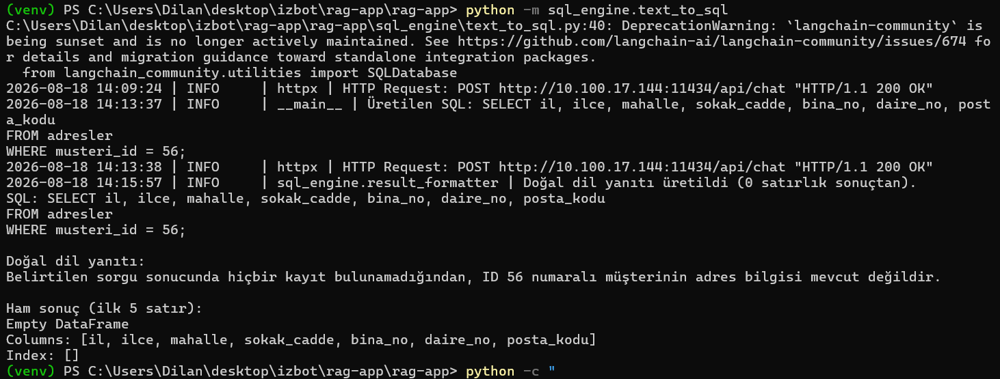 (venv) PS C:\Users\Dilan\desktop\izbot\rag-app\rag-app> python -m sql_engine.text_to_sql
C:\Users\Dilan\desktop\izbot\rag-app\rag-app\sql_engine\text_to_sql.py:40: DeprecationWarning: `langchain-community` is
being sunset and is no longer actively maintained. See https://github.com/langchain-ai/langchain-community/issues/674 fo
r details and migration guidance toward standalone integration packages.
  from langchain_community.utilities import SQLDatabase
2026-08-18 14:09:24 | INFO     | httpx | HTTP Request: POST http://10.100.17.144:11434/api/chat "HTTP/1.1 200 OK"
2026-08-18 14:13:37 | INFO     | __main__ | Üretilen SQL: SELECT il, ilce, mahalle, sokak_cadde, bina_no, daire_no, post
a_kodu
FROM adresler
WHERE musteri_id = 56;
2026-08-18 14:13:38 | INFO     | httpx | HTTP Request: POST http://10.100.17.144:11434/api/chat "HTTP/1.1 200 OK"
2026-08-18 14:15:57 | INFO     | sql_engine.result_formatter | Doğal dil yanıtı üretildi (0 satırlık sonuçtan).
SQL: SELECT il, ilce, mahalle, sokak_cadde, bina_no, daire_no, posta_kodu
FROM adresler
WHERE musteri_id = 56;

Doğal dil yanıtı:
Belirtilen sorgu sonucunda hiçbir kayıt bulunamadığından, ID 56 numaralı müşterinin adres bilgisi mevcut değildir.

Ham sonuç (ilk 5 satır):
Empty DataFrame
Columns: [il, ilce, mahalle, sokak_cadde, bina_no, daire_no, posta_kodu]
Index: []
(venv) PS C:\Users\Dilan\desktop\izbot\rag-app\rag-app> python -c "